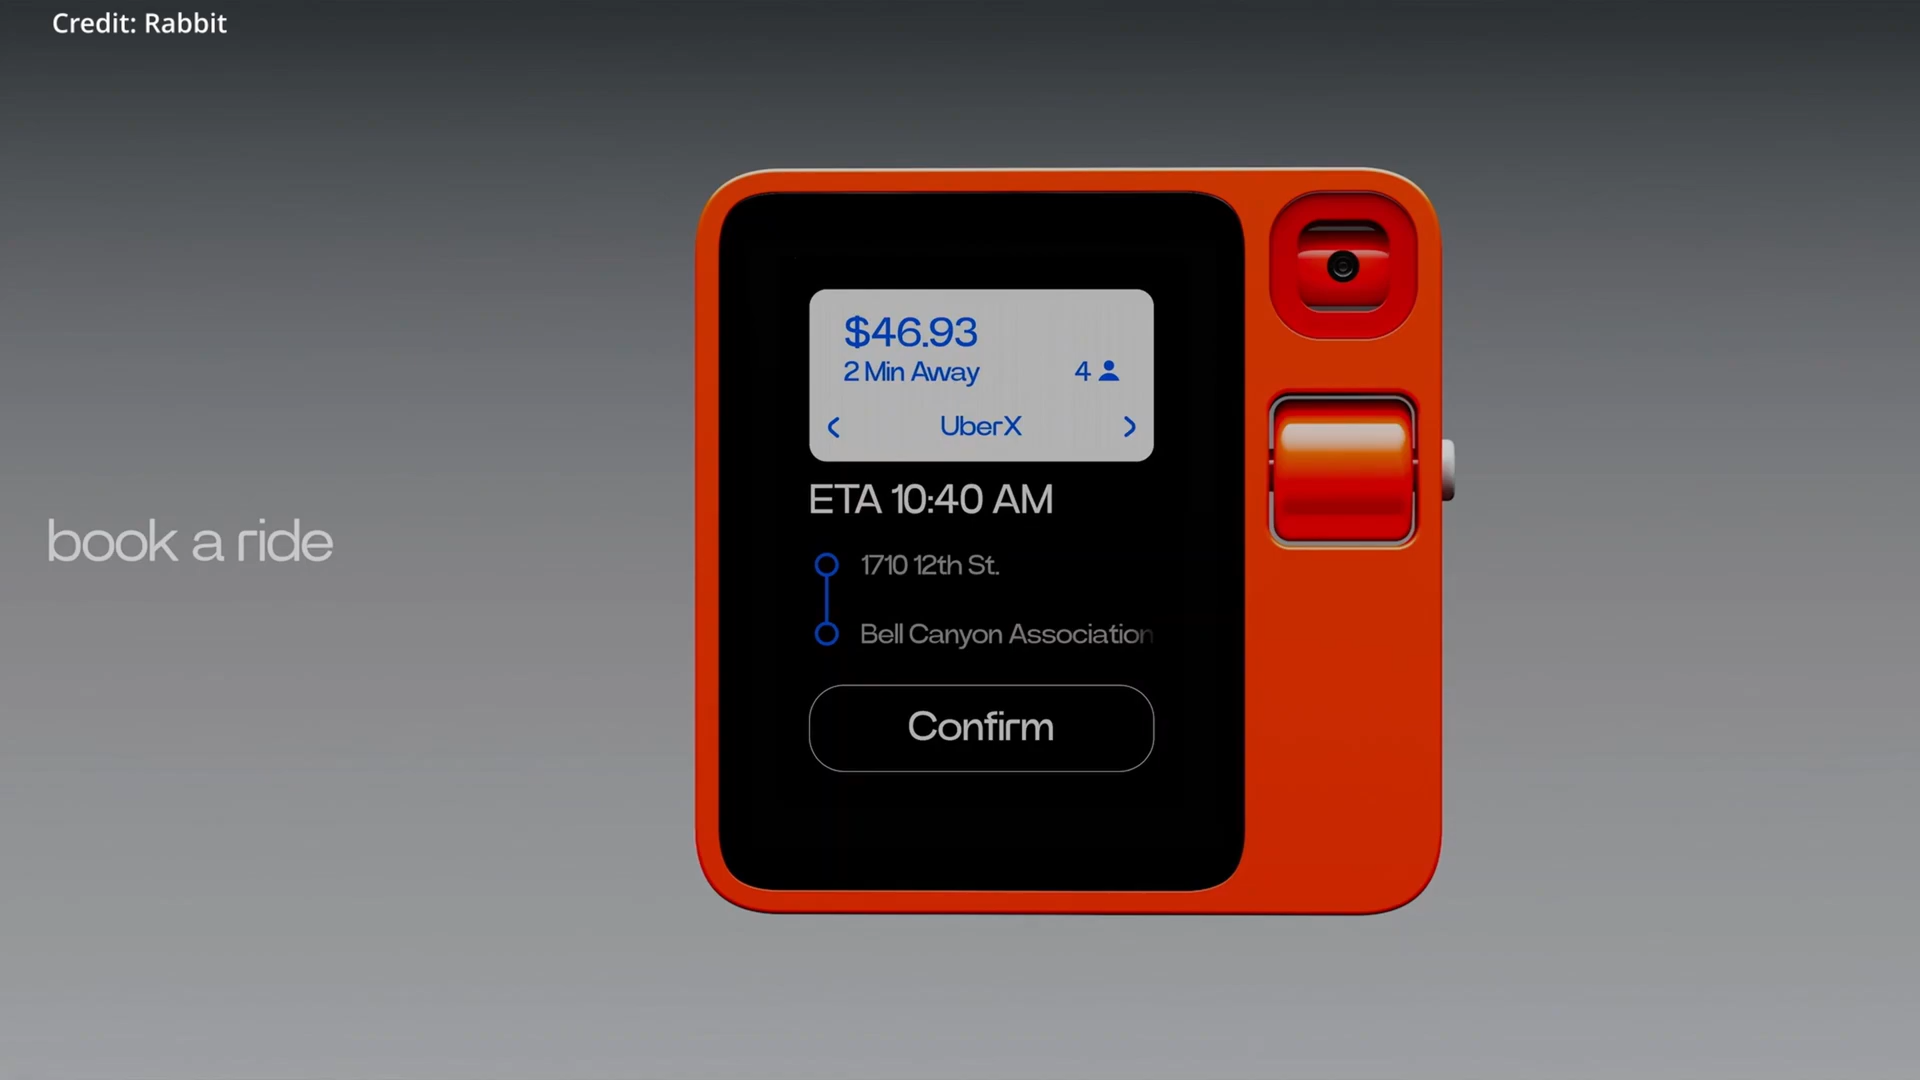 Credit: Rabbit
book a ride
$46.93
2 Min Away 4
UberX
ETA 10:40 AM
1710 12th St.
Bell Canyon Association
Confirm